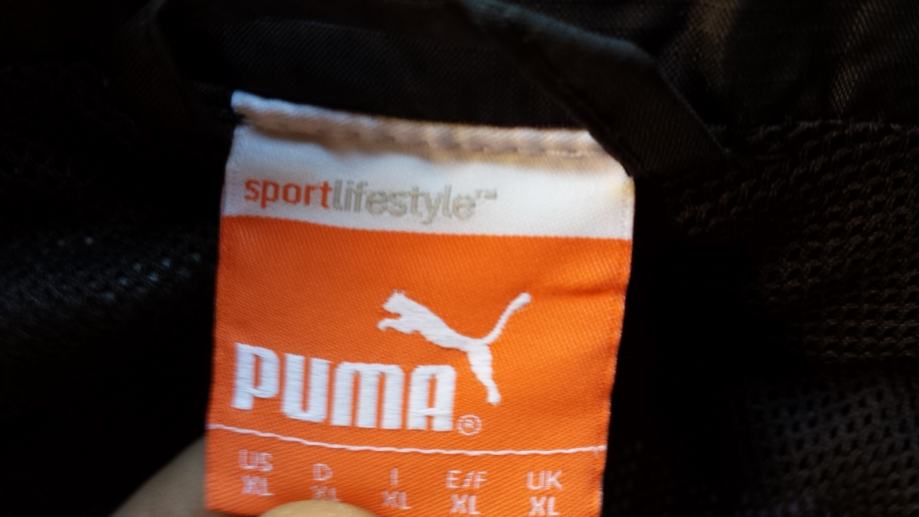 sportlifestyle™
PUMA®
US D I E/F UK
XL XL XL XL XL